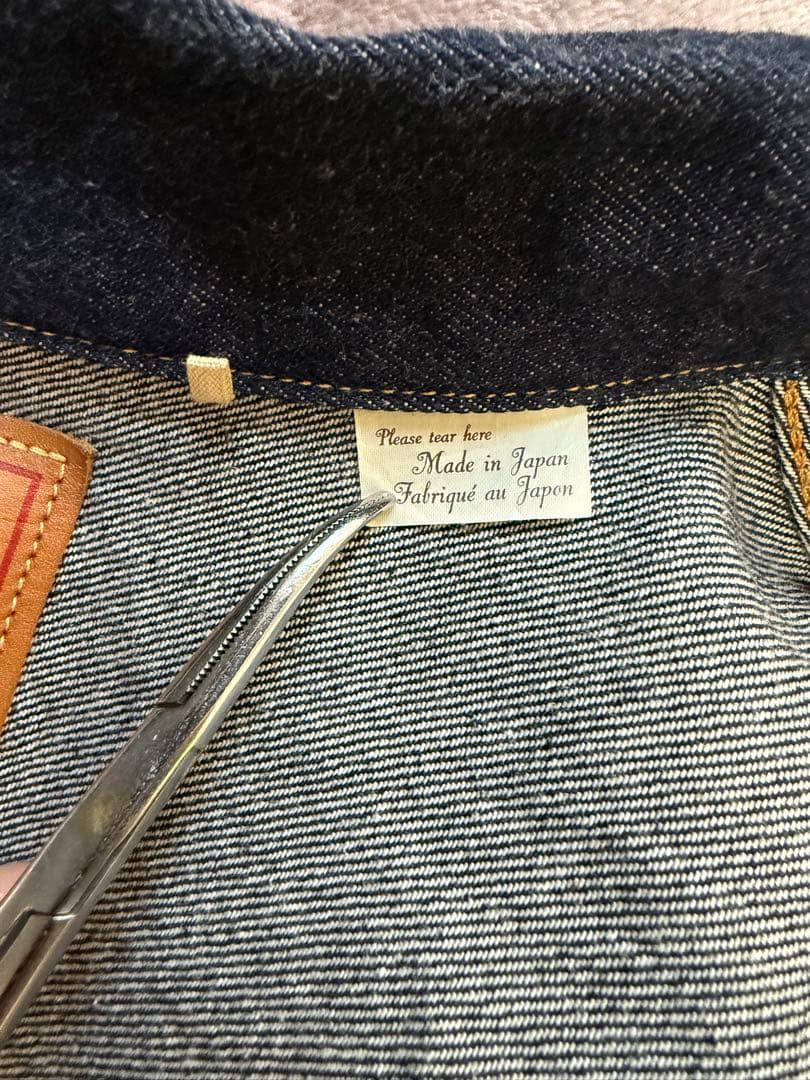 Please tear here
Made in Japan
Fabriqué au Japon